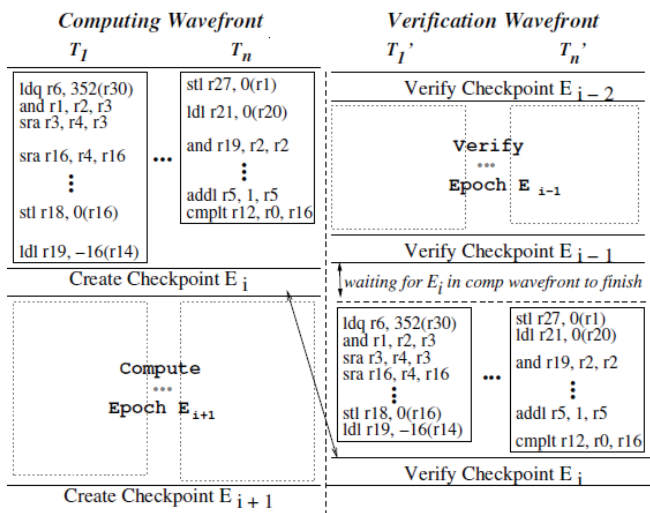 Computing Wavefront
T1
Tn
ldq r6, 352(r30)
and r1, r2, r3
sra r3, r4, r3
sra r16, r4, r16
⋮
stl r18, 0(r16)
ldl r19, −16(r14)
...
stl r27, 0(r1)
ldl r21, 0(r20)
and r19, r2, r2
⋮
addl r5, 1, r5
cmplt r12, r0, r16
Create Checkpoint E i
Compute
...
Epoch E i+1
Create Checkpoint E i + 1
Verification Wavefront
T1’
Tn’
Verify Checkpoint E i−2
Verify
...
Epoch E i-1
Verify Checkpoint E i−1
waiting for Ei in comp wavefront to finish
ldq r6, 352(r30)
and r1, r2, r3
sra r3, r4, r3
sra r16, r4, r16
⋮
stl r18, 0(r16)
ldl r19, −16(r14)
...
stl r27, 0(r1)
ldl r21, 0(r20)
and r19, r2, r2
⋮
addl r5, 1, r5
cmplt r12, r0, r16
Verify Checkpoint E i